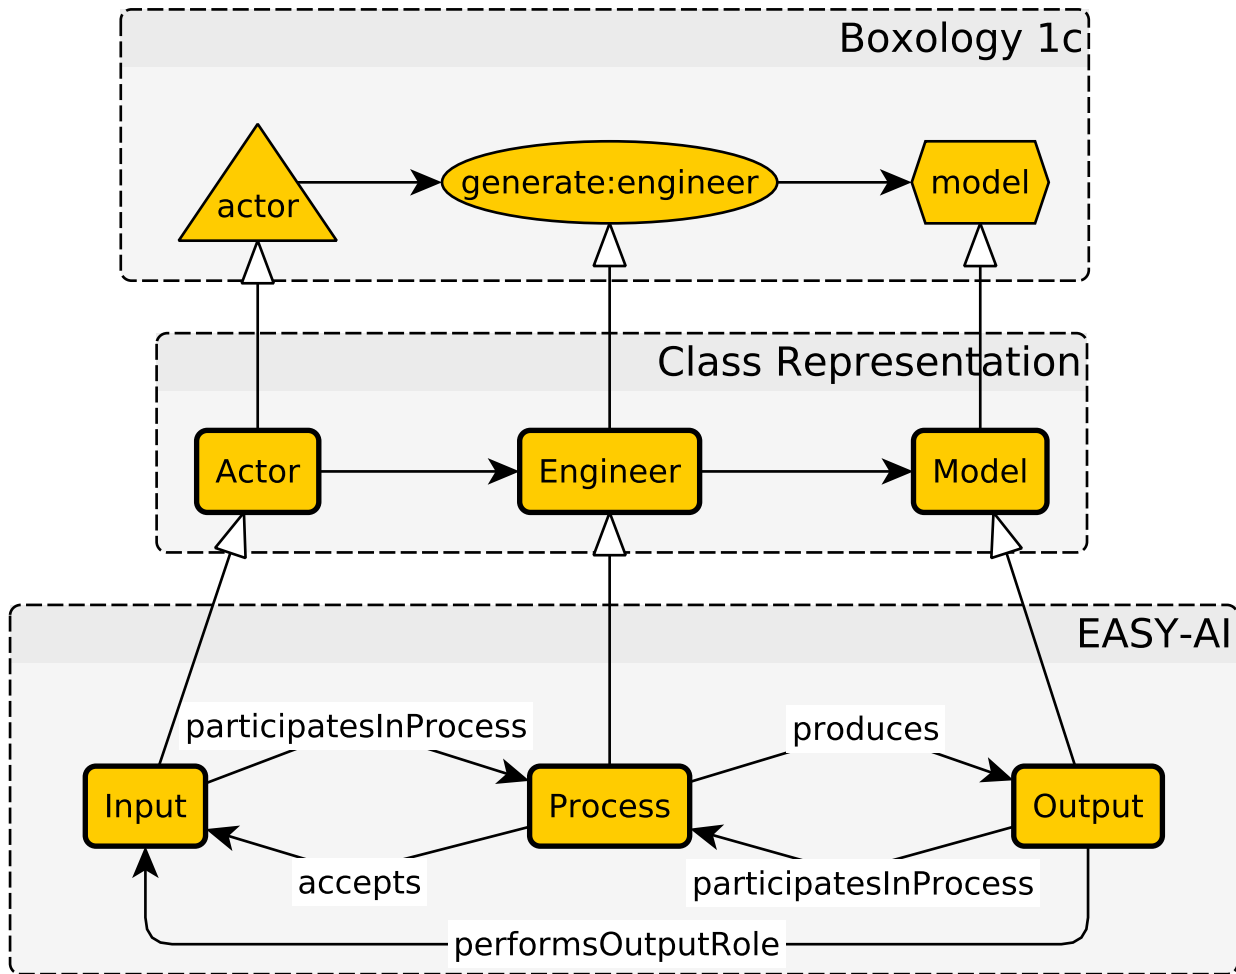 Boxology 1c
actor
generate:engineer
model
Class Representation
Actor
Engineer
Model
EASY-AI
participatesInProcess
produces
Input
Process
Output
accepts
participatesInProcess
performsOutputRole